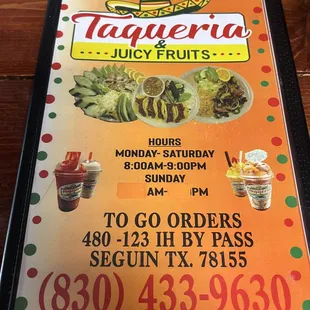 Taqueria
&
JUICY FRUITS
HOURS
MONDAY- SATURDAY
8:00AM-9:00PM
SUNDAY
AM- PM
TO GO ORDERS
480 -123 IH BY PASS
SEGUIN TX. 78155
(830) 433-9630